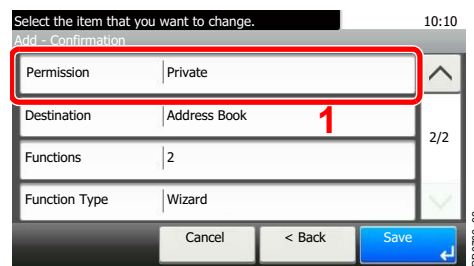 Select the item that you want to change. 10:10
Add - Confirmation
Permission Private
Destination Address Book 1
2/2
Functions 2
Function Type Wizard
Cancel < Back Save